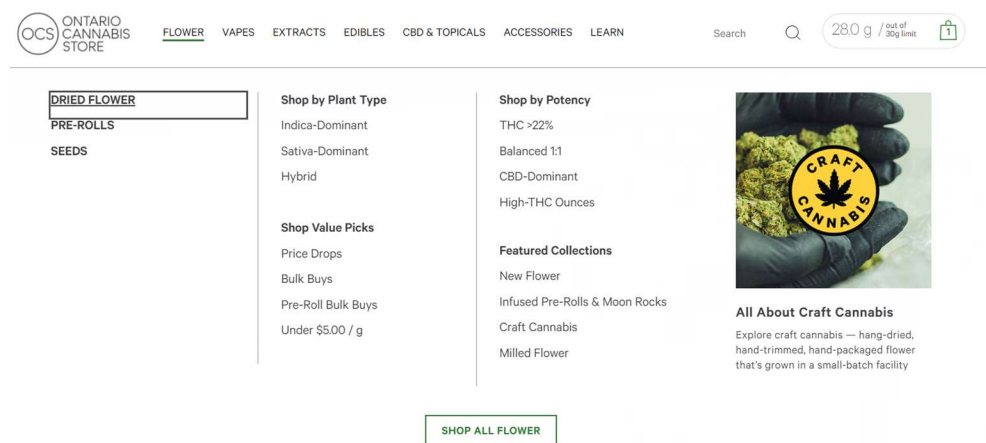 OCS
ONTARIO
CANNABIS
STORE
FLOWER VAPES EXTRACTS EDIBLES CBD & TOPICALS ACCESSORIES LEARN
Search
28.0 g / out of
30g limit
1
DRIED FLOWER
PRE-ROLLS
SEEDS
Shop by Plant Type
Indica-Dominant
Sativa-Dominant
Hybrid
Shop Value Picks
Price Drops
Bulk Buys
Pre-Roll Bulk Buys
Under $5.00 / g
Shop by Potency
THC >22%
Balanced 1:1
CBD-Dominant
High-THC Ounces
Featured Collections
New Flower
Infused Pre-Rolls & Moon Rocks
Craft Cannabis
Milled Flower
CRAFT
CANNABIS
All About Craft Cannabis
Explore craft cannabis — hang-dried,
hand-trimmed, hand-packaged flower
that's grown in a small-batch facility
SHOP ALL FLOWER